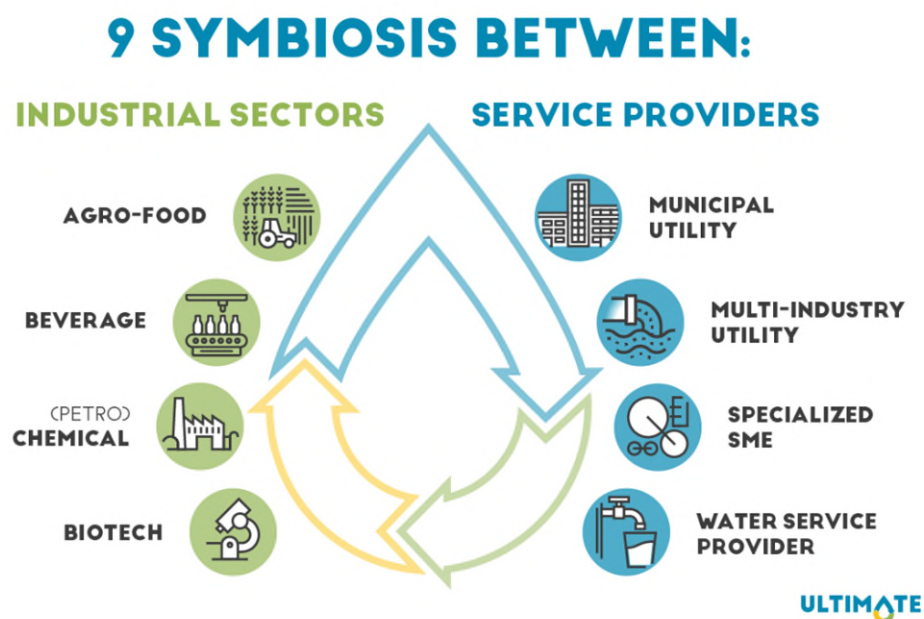 9 SYMBIOSIS BETWEEN:
INDUSTRIAL SECTORS
AGRO-FOOD
BEVERAGE
(PETRO)
CHEMICAL
BIOTECH
SERVICE PROVIDERS
MUNICIPAL
UTILITY
MULTI-INDUSTRY
UTILITY
SPECIALIZED
SME
WATER SERVICE
PROVIDER
ULTIMATE